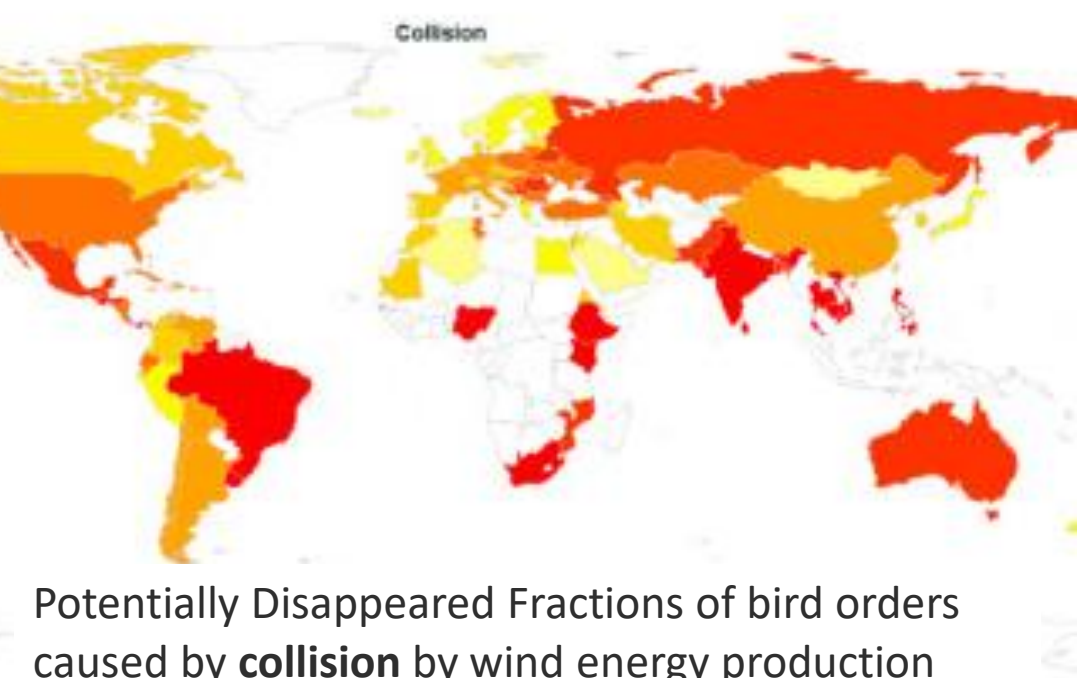 Collision
Potentially Disappeared Fractions of bird orders
caused by collision by wind energy production